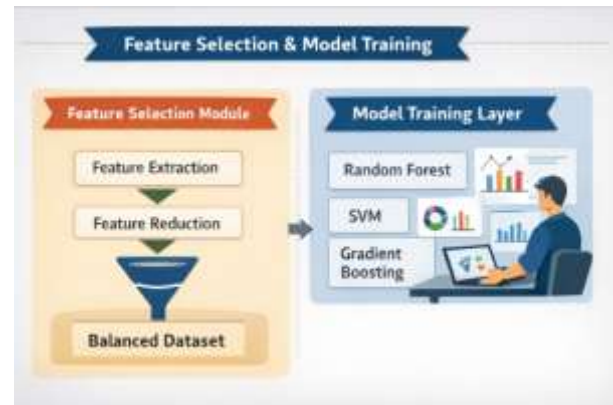 Feature Selection & Model Training
Feature Selection Module
Feature Extraction
Feature Reduction
Balanced Dataset
Model Training Layer
Random Forest
SVM
Gradient
Boosting